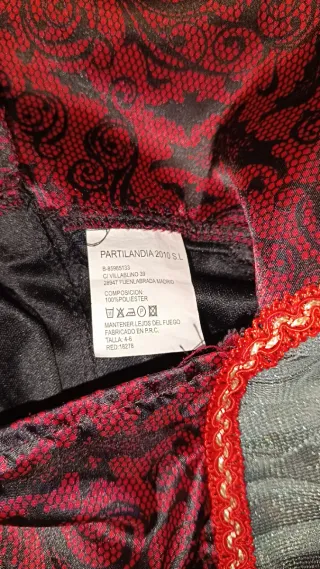 PARTILANDIA 2010 S.L
B-85965133
C/ VILLABLINO 33
28947 FUENLABRADA MADRID
COMPOSICION:
100%POLIESTER
MANTENER LEJOS DEL FUEGO
FABRICADO EN P.R.C.
TALLA: 4-6
RED:18278